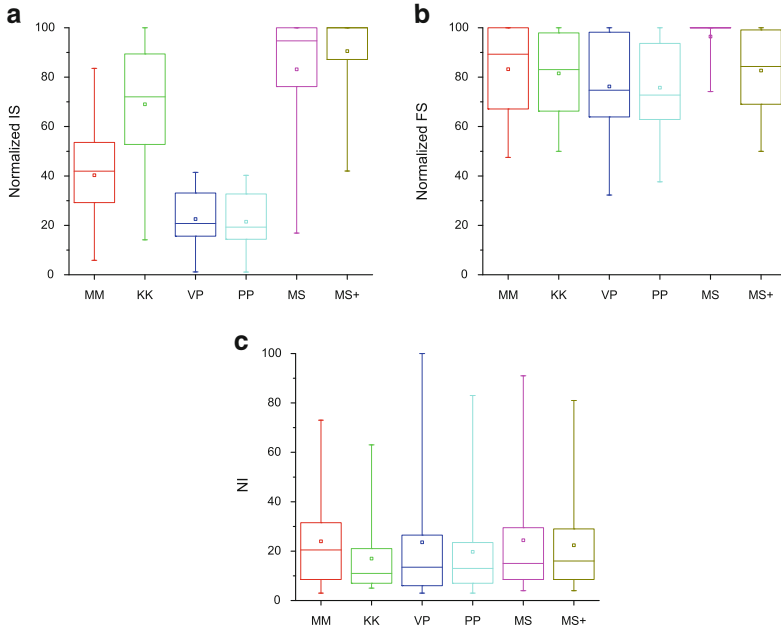 a
Normalized IS
100
80
60
40
20
0
MM KK VP PP MS MS+
b
Normalized FS
100
80
60
40
20
0
MM KK VP PP MS MS+
c
NI
100
80
60
40
20
0
MM KK VP PP MS MS+